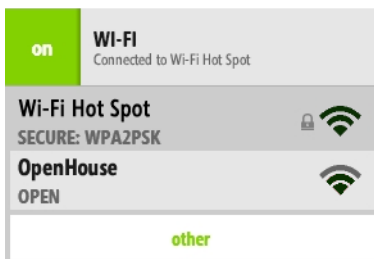 on
WI-FI
Connected to Wi-Fi Hot Spot
Wi-Fi Hot Spot
SECURE: WPA2PSK
OpenHouse
OPEN
other